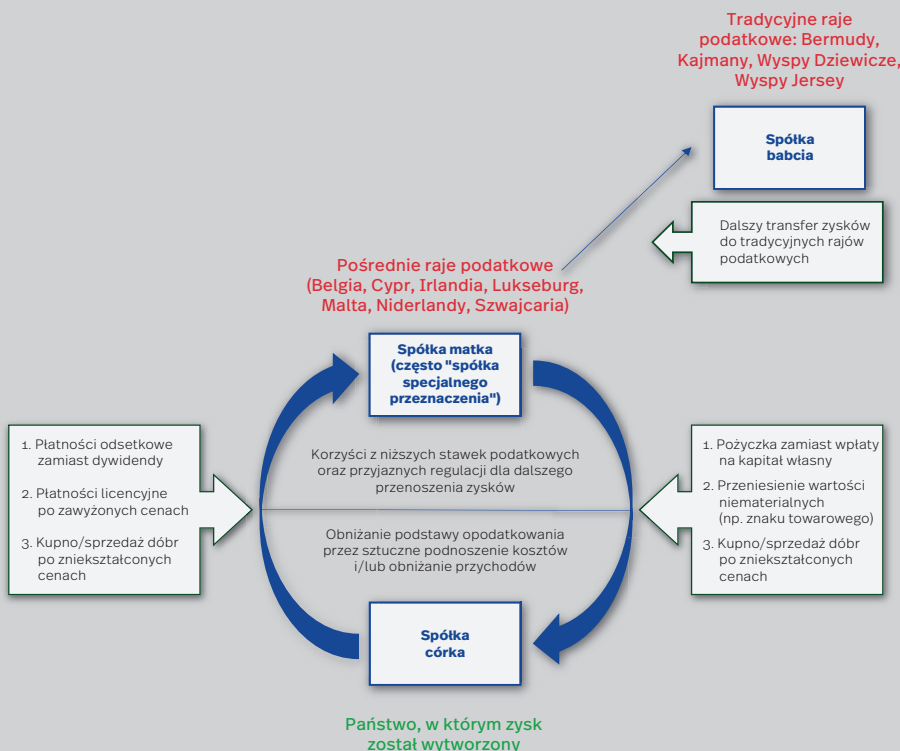 Tradycyjne raje
podatkowe: Bermudy,
Kajmany, Wyspy Dziewicze,
Wyspy Jersey
Spółka
babcia
Dalszy transfer zysków
do tradycyjnych rajów
podatkowych
Pośrednie raje podatkowe
(Belgia, Cypr, Irlandia, Lukseburg,
Malta, Niderlandy, Szwajcaria)
Spółka matka
(często "spółka
specjalnego
przeznaczenia")
1. Płatności odsetkowe
zamiast dywidendy
2. Płatności licencyjne
po zawyżonych cenach
3. Kupno/sprzedaż dóbr
po zniekształconych
cenach
Korzyści z niższych stawek podatkowych
oraz przyjaznych regulacji dla dalszego
przenoszenia zysków
Obniżanie podstawy opodatkowania
przez sztuczne podnoszenie kosztów
i/lub obniżanie przychodów
1. Pożyczka zamiast wpłaty
na kapitał własny
2. Przeniesienie wartości
niematerialnych
(np. znaku towarowego)
3. Kupno/sprzedaż dóbr
po zniekształconych
cenach
Spółka
córka
Państwo, w którym zysk
został wytworzony